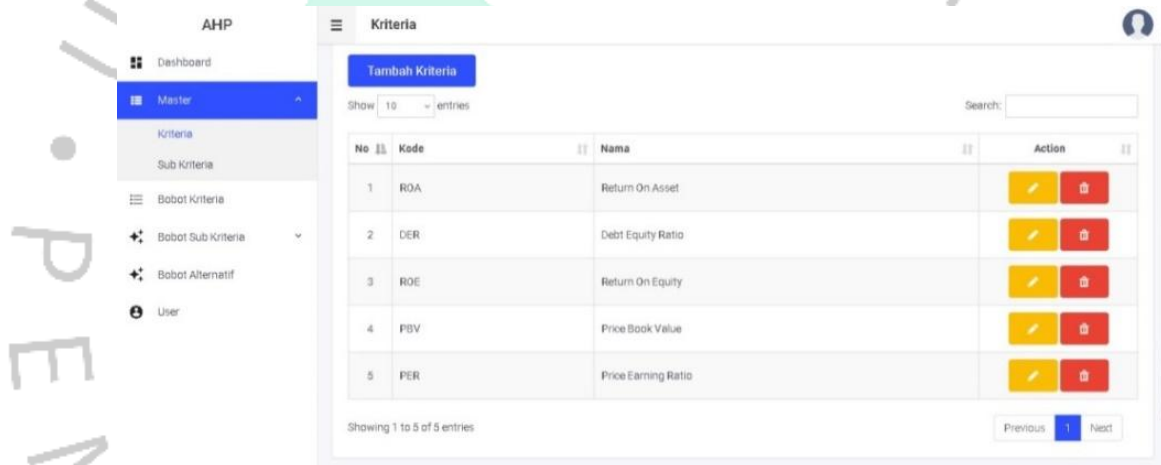 AHP
Kriteria
Dashboard
Master
Kriteria
Sub Kriteria
Bobot Kriteria
Bobot Sub Kriteria
Bobot Alternatif
User
Tambah Kriteria
Show 10 entries
Search:
No Kode Nama Action
1 ROA Return On Asset
2 DER Debt Equity Ratio
3 ROE Return On Equity
4 PBV Price Book Value
5 PER Price Earning Ratio
Showing 1 to 5 of 5 entries
Previous 1 Next
P E